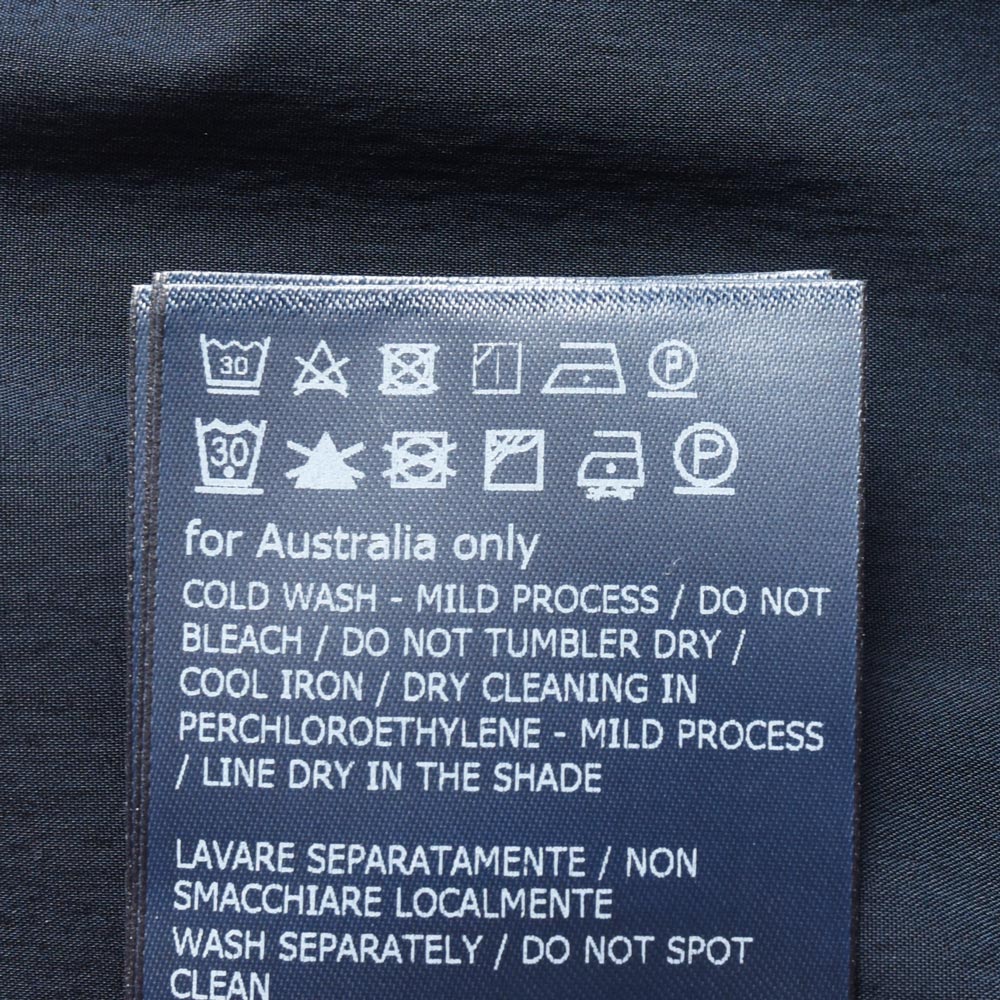 30 P
30 P
for Australia only
COLD WASH - MILD PROCESS / DO NOT
BLEACH / DO NOT TUMBLER DRY /
COOL IRON / DRY CLEANING IN
PERCHLOROETHYLENE - MILD PROCESS
/ LINE DRY IN THE SHADE
LAVARE SEPARATAMENTE / NON
SMACCHIARE LOCALMENTE
WASH SEPARATELY / DO NOT SPOT
CLEAN